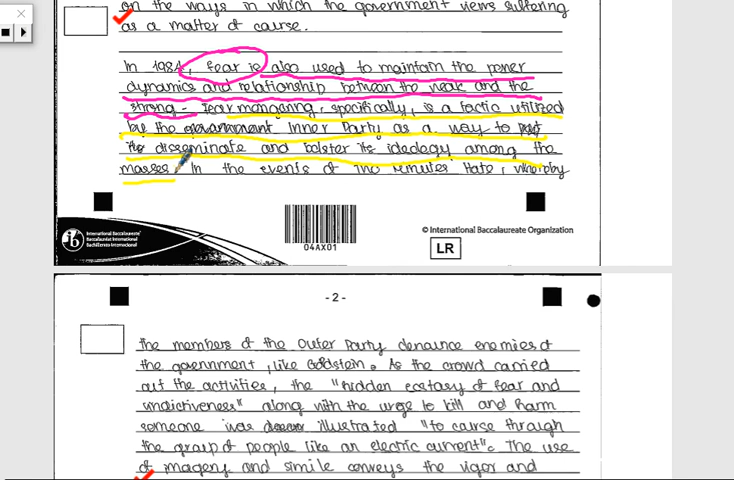 on the ways in which the government views suffering
as a matter of course.
In 1984, fear is also used to maintain the power
dynamics and relationship between the weak and the
strong - Fear mongering, specifically, is a tactic utilized
by the government Inner Party as a way to
disseminate and bolster its ideology among the
masses. In the events of Two Minutes Hate, whereby
International Baccalaureate
Baccalauréat International
Bachillerato Internacional
04AX01
© International Baccalaureate Organization
LR
- 2 -
the members of the Outer Party denounce enemies of
the government, like Goldstein. As the crowd carried
out the activities, the "hidden ecstasy of fear and
vindictiveness" along with the urge to kill and harm
someone was illustrated "to course through
the group of people like an electric current". The use
of imagery and simile conveys the vigor and